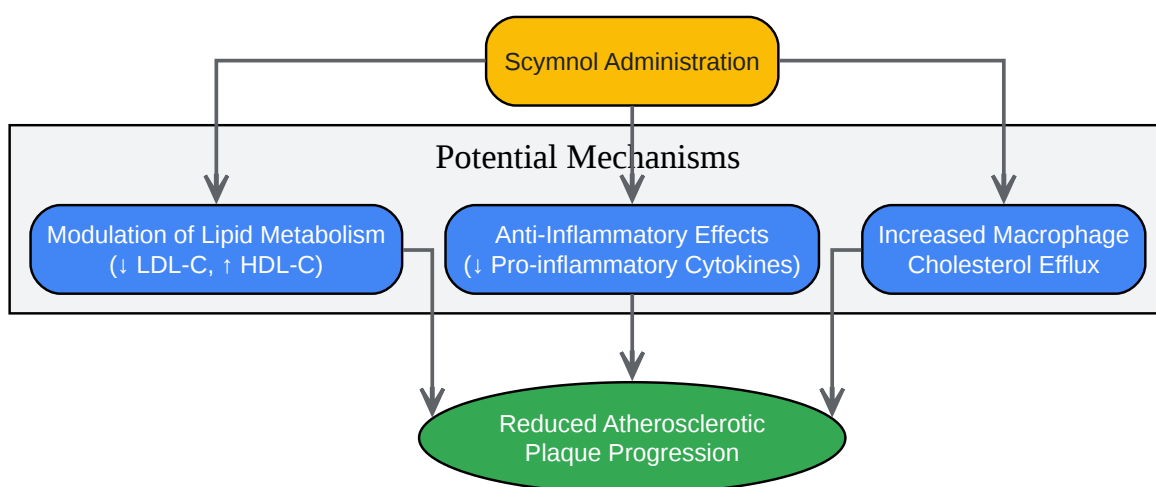 Scymnol Administration
Potential Mechanisms
Modulation of Lipid Metabolism
(↓ LDL-C, ↑ HDL-C)
Anti-Inflammatory Effects
(↓ Pro-inflammatory Cytokines)
Increased Macrophage
Cholesterol Efflux
Reduced Atherosclerotic
Plaque Progression